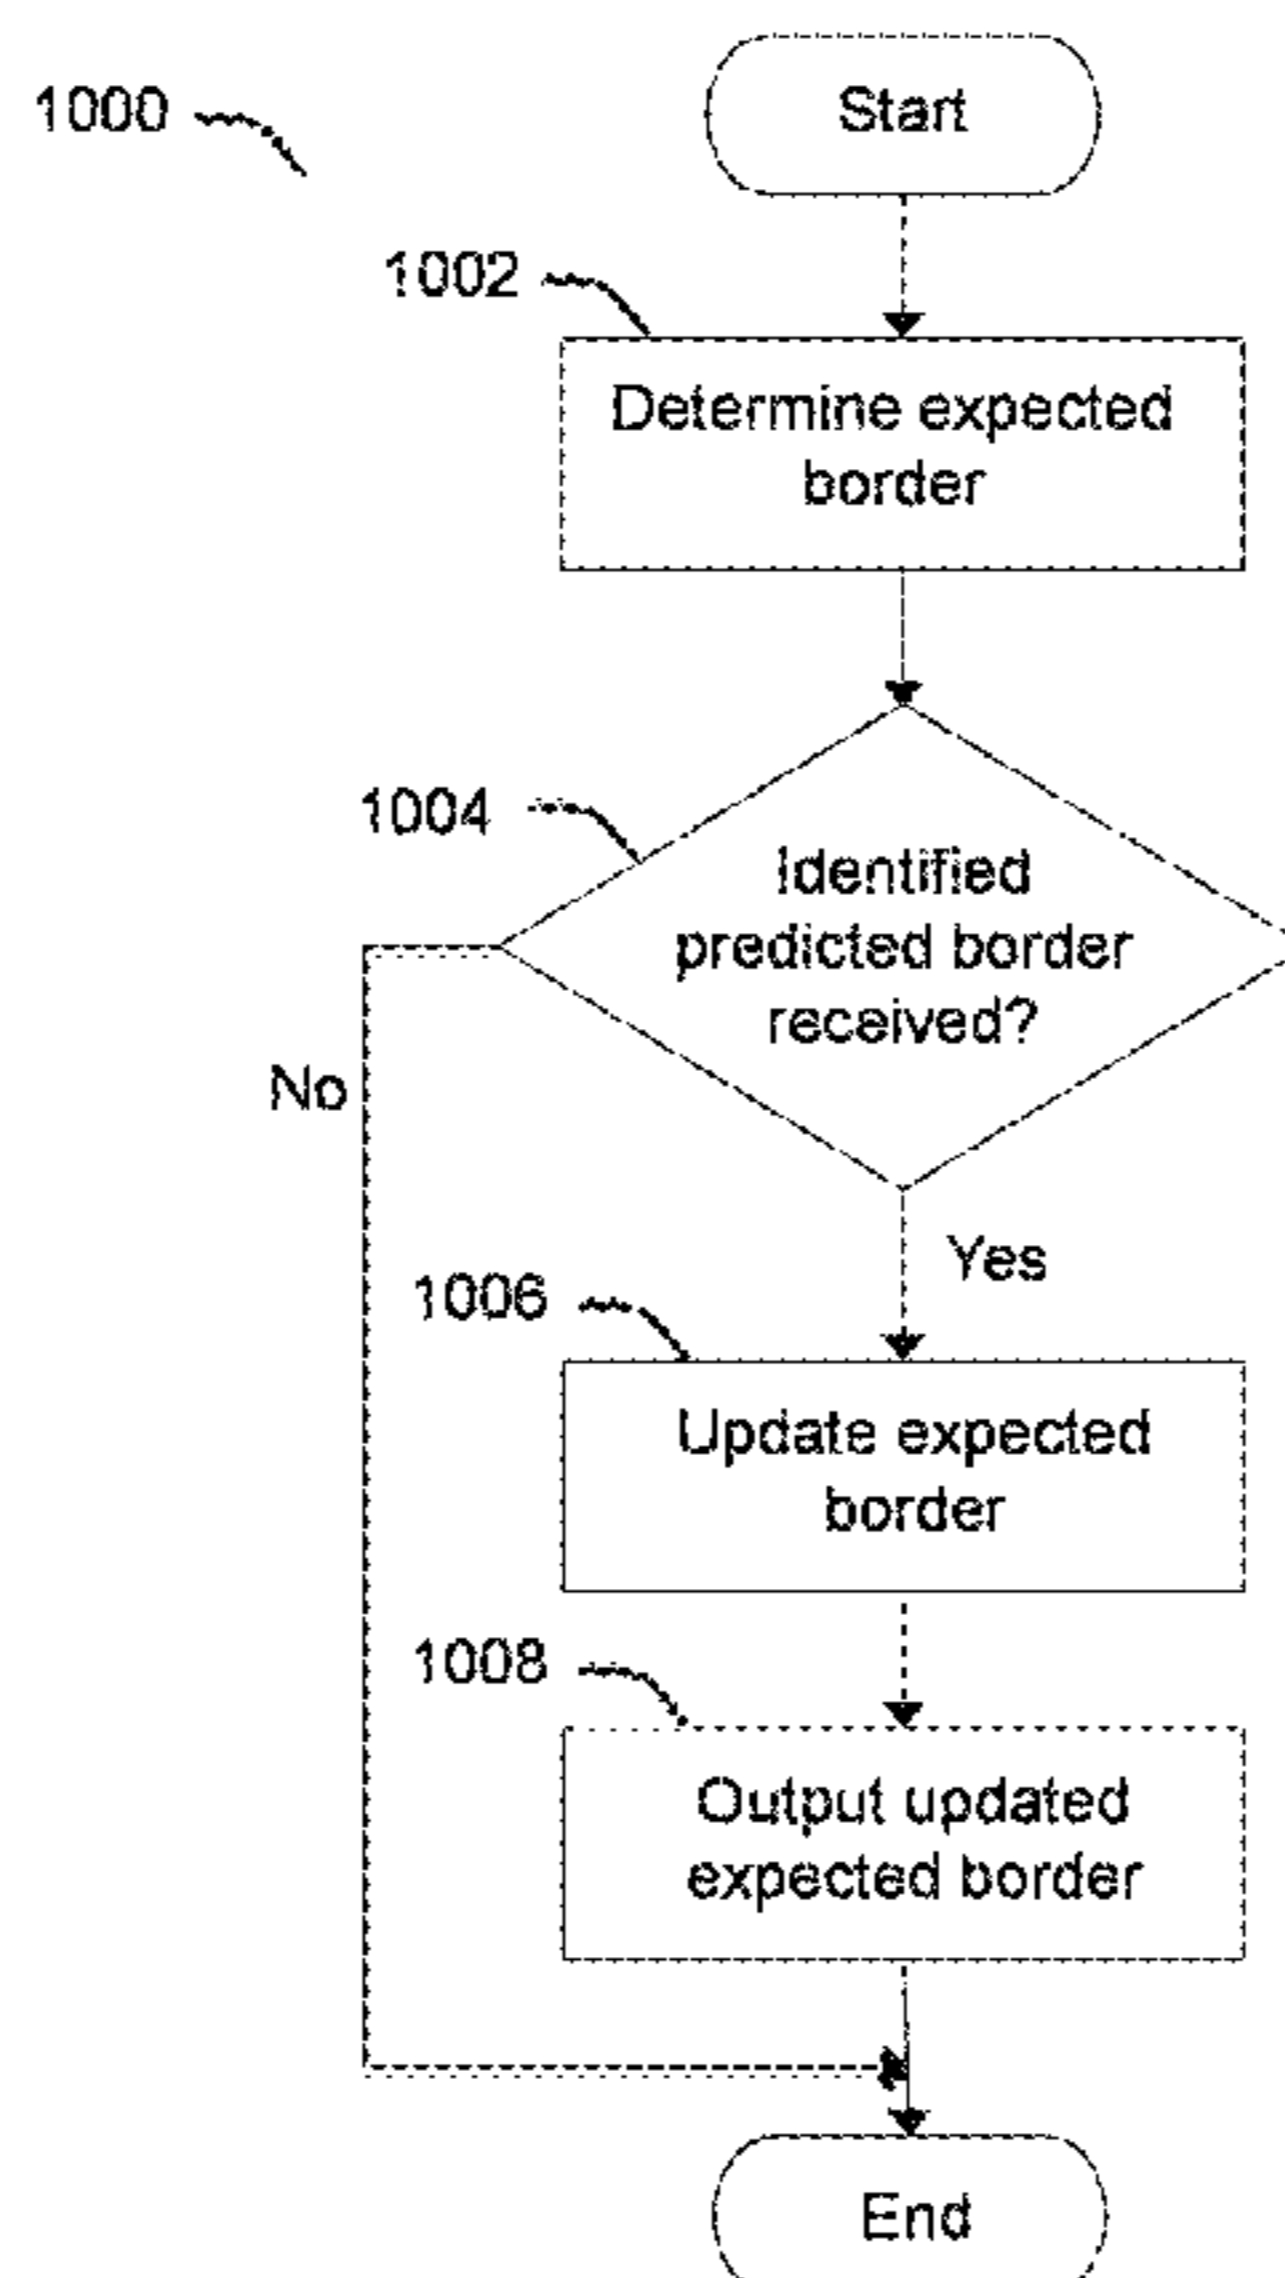 1000
Start
1002
Determine expected
border
1004
Identified
predicted border
received?
No
Yes
1006
Update expected
border
1008
Output updated
expected border
End